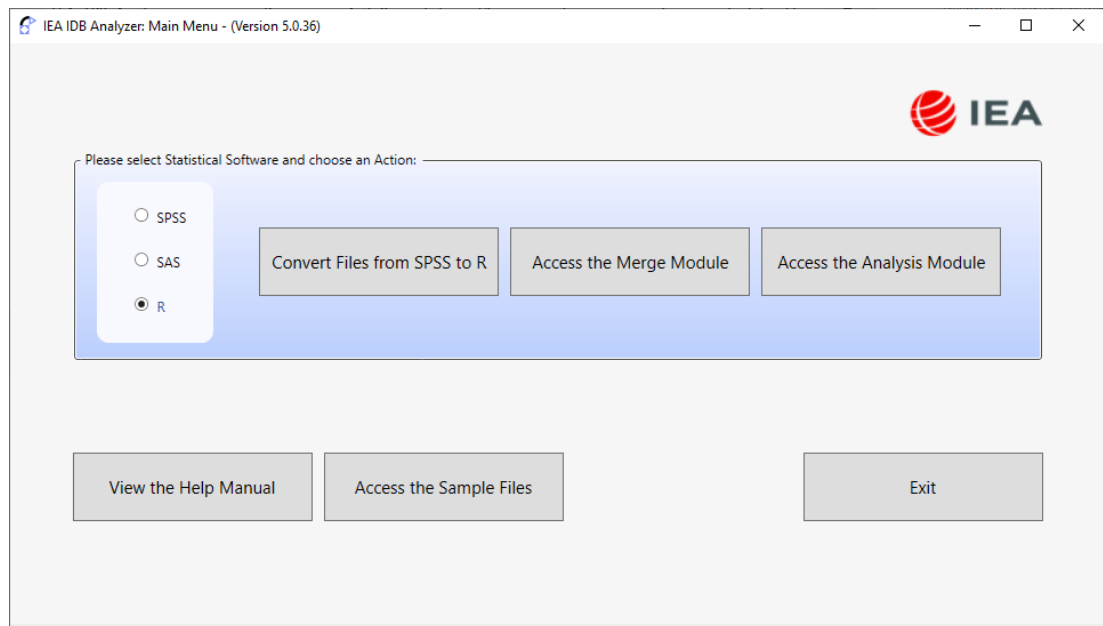 IEA IDB Analyzer: Main Menu - (Version 5.0.36)
IEA
Please select Statistical Software and choose an Action:
SPSS
SAS
R
Convert Files from SPSS to R
Access the Merge Module
Access the Analysis Module
View the Help Manual
Access the Sample Files
Exit